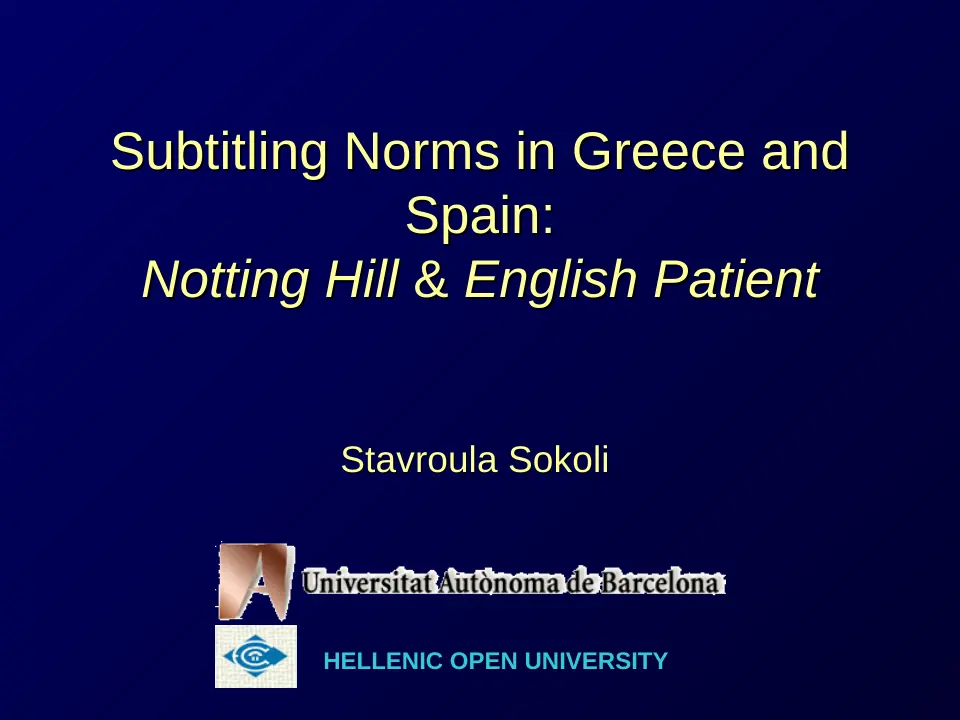 Subtitling Norms in Greece and
Spain:
Notting Hill & English Patient
Stavroula Sokoli
Universitat Autònoma de Barcelona
HELLENIC OPEN UNIVERSITY